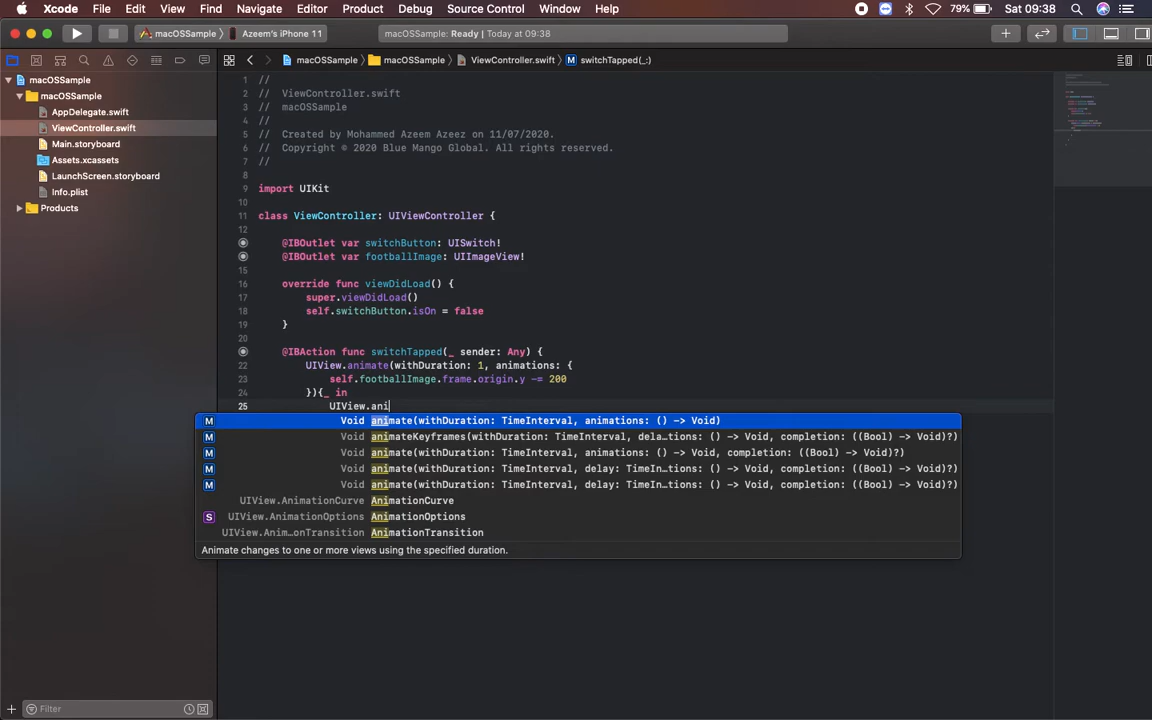 Xcode File Edit View Find Navigate Editor Product Debug Source Control Window Help 79% Sat 09:38
macOSSample Azeem's iPhone 11 macOSSample: Ready | Today at 09:38
macOSSample macOSSample ViewController.swift M switchTapped(_:)
macOSSample
macOSSample
AppDelegate.swift
ViewController.swift
Main.storyboard
Assets.xcassets
LaunchScreen.storyboard
Info.plist
Products
1 //
2 // ViewController.swift
3 // macOSSample
4 //
5 // Created by Mohammed Azeem Azeez on 11/07/2020.
6 // Copyright © 2020 Blue Mango Global. All rights reserved.
7 //
8
9 import UIKit
10
11 class ViewController: UIViewController {
12
@IBOutlet var switchButton: UISwitch!
@IBOutlet var footballImage: UIImageView!
15
16 override func viewDidLoad() {
17 super.viewDidLoad()
18 self.switchButton.isOn = false
19 }
20
@IBAction func switchTapped(_ sender: Any) {
22 UIView.animate(withDuration: 1, animations: {
23 self.footballImage.frame.origin.y -= 200
24 }){_ in
25 UIView.ani
M Void animate(withDuration: TimeInterval, animations: () -> Void)
M Void animateKeyframes(withDuration: TimeInterval, dela…tions: () -> Void, completion: ((Bool) -> Void)?)
M Void animate(withDuration: TimeInterval, animations: () -> Void, completion: ((Bool) -> Void)?)
M Void animate(withDuration: TimeInterval, delay: TimeIn…tions: () -> Void, completion: ((Bool) -> Void)?)
M Void animate(withDuration: TimeInterval, delay: TimeIn…tions: () -> Void, completion: ((Bool) -> Void)?)
UIView.AnimationCurve AnimationCurve
S UIView.AnimationOptions AnimationOptions
UIView.Anim…onTransition AnimationTransition
Animate changes to one or more views using the specified duration.
Filter